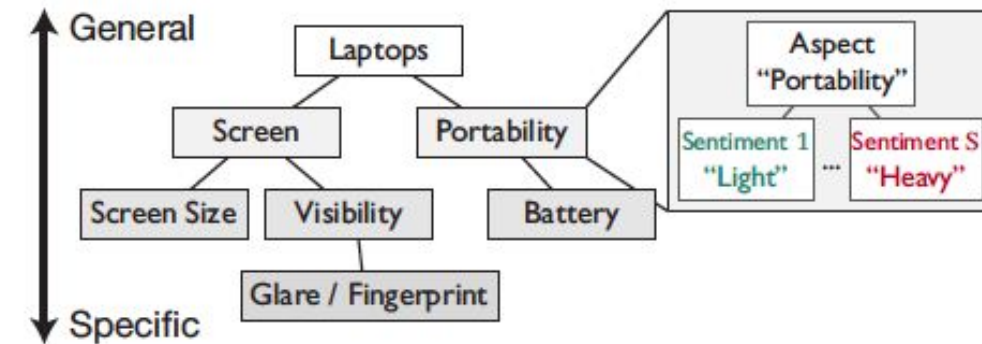 General
Laptops
Aspect
“Portability”
Screen
Portability
Sentiment 1
“Light”
...
Sentiment S
“Heavy”
Screen Size
Visibility
Battery
Glare / Fingerprint
Specific